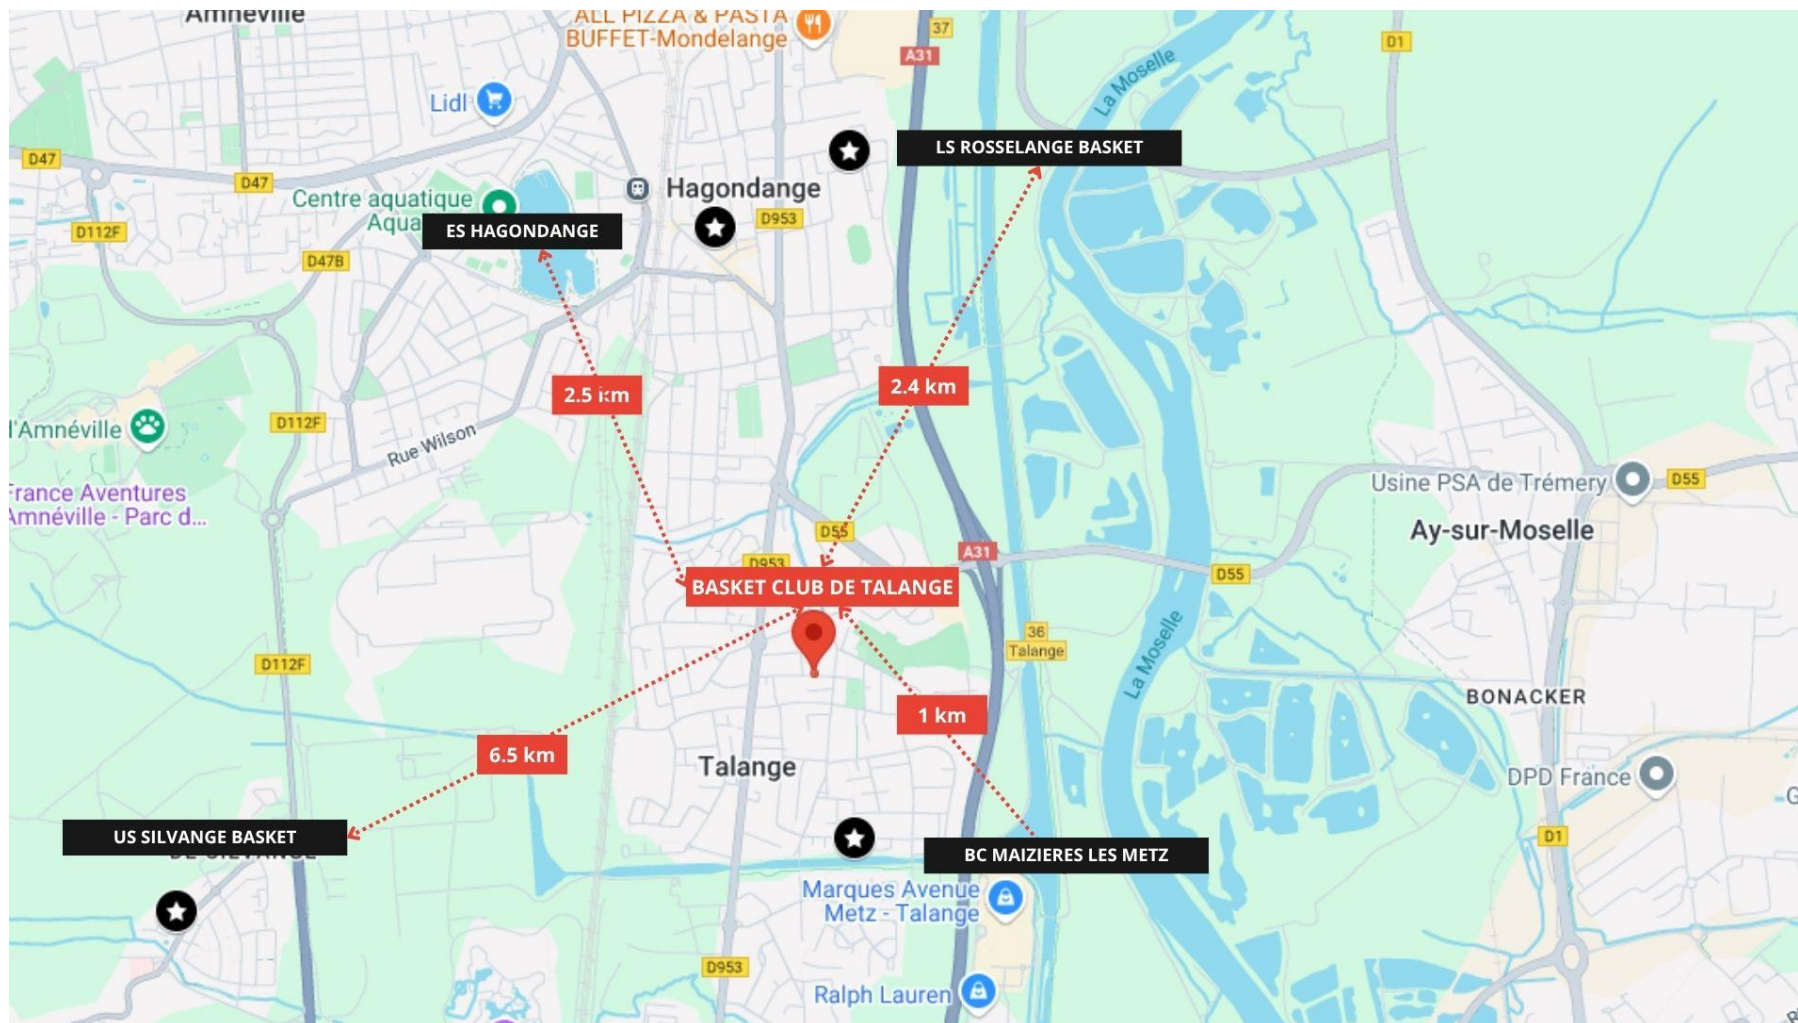 Amnéville
ALL PIZZA & PASTA
BUFFET-Mondelange
37
A31
D1
La Moselle
Lidl
LS ROSSELANGE BASKET
D47
D47
Centre aquatique
Aqua
Hagondange
D953
ES HAGONDANGE
D112F
D47B
2.5 km
2.4 km
D112F
d'Amnéville
Rue Wilson
France Aventures
Amnéville - Parc d...
Usine PSA de Trémery
D55
Ay-sur-Moselle
D55
D953
A31
D55
BASKET CLUB DE TALANGE
36
Talange
La Moselle
D112F
BONACKER
1 km
6.5 km
Talange
DPD France
US SILVANGE BASKET
DE SILVANGE
D1
BC MAIZIERES LES METZ
Marques Avenue
Metz - Talange
D953
Ralph Lauren